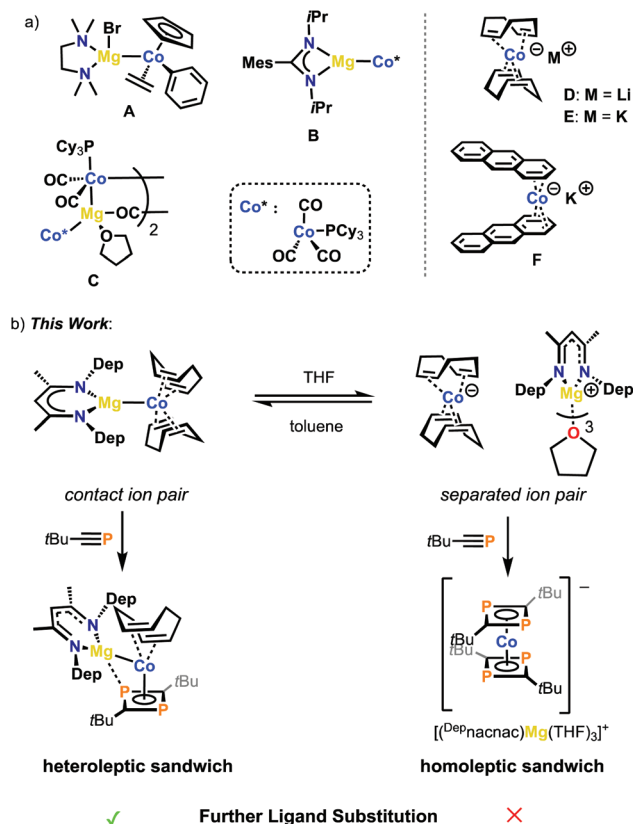 a)
Br
N
Mg
Co
N
A
iPr
N
Mes
Mg
Co*
N
iPr
B
Co
⊖
M⊕
D: M = Li
E: M = K
Cy3P
OC
Co
OC
Mg
OC
2
Co*
O
C
Co* :
CO
Co
PCy3
OC
CO
Co
⊖
K⊕
F
b) This Work:
Dep
N
Mg
Co
N
Dep
THF
toluene
Co
⊖
N
N
Dep
Dep
Mg
⊕
3
O
contact ion pair
separated ion pair
tBu
P
tBu
P
Dep
N
N
Mg
Co
Dep
P
tBu
tBu
P
P
tBu
tBu
P
Co
tBu
P
P
tBu
−
[(Depnacnac)Mg(THF)3]+
heteroleptic sandwich
homoleptic sandwich
✓ Further Ligand Substitution ✕